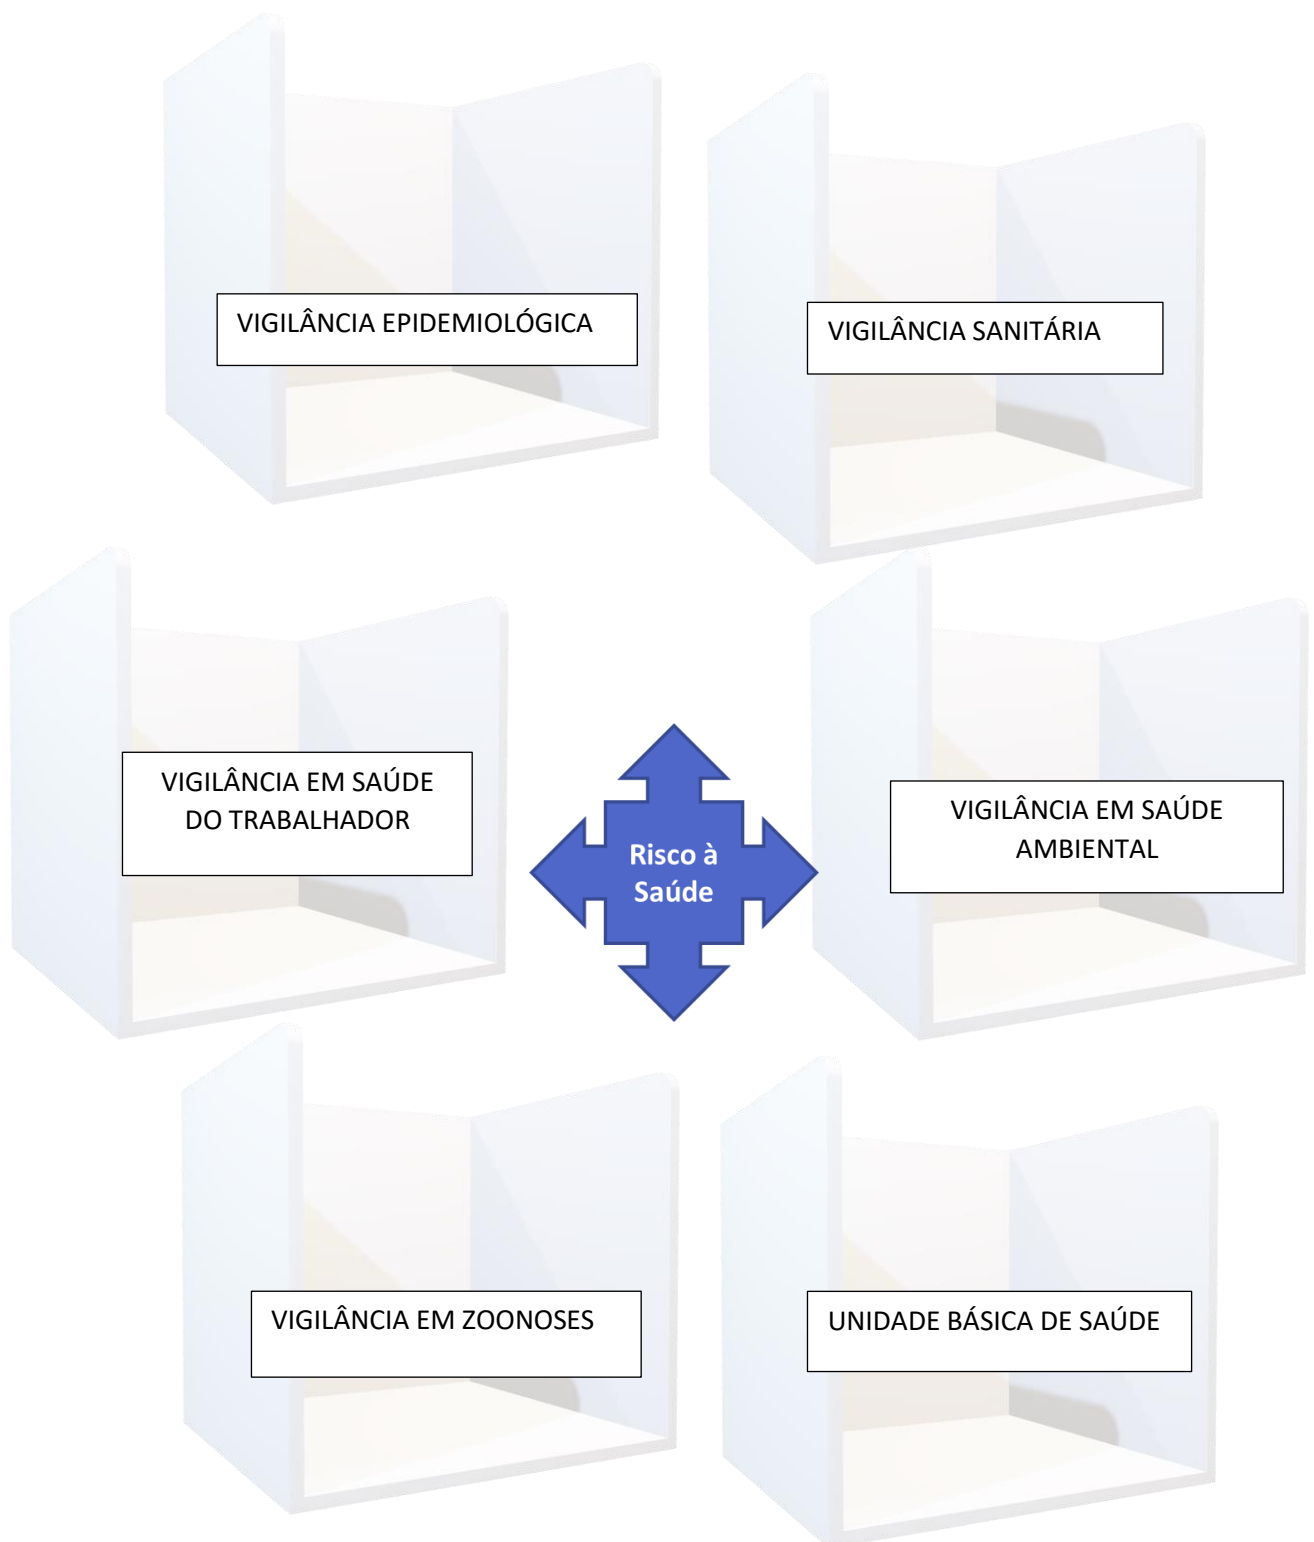 VIGILÂNCIA EPIDEMIOLÓGICA
VIGILÂNCIA SANITÁRIA
VIGILÂNCIA EM SAÚDE
DO TRABALHADOR
Risco à
Saúde
VIGILÂNCIA EM SAÚDE
AMBIENTAL
VIGILÂNCIA EM ZOONOSES
UNIDADE BÁSICA DE SAÚDE